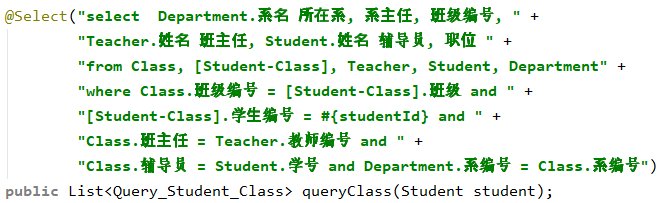 @Select("select  Department.系名 所在系, 系主任, 班级编号, " +
"Teacher.姓名 班主任, Student.姓名 辅导员, 职位 " +
"from Class, [Student-Class], Teacher, Student, Department" +
"where Class.班级编号 = [Student-Class].班级 and " +
"[Student-Class].学生编号 = #{studentId} and " +
"Class.班主任 = Teacher.教师编号 and " +
"Class.辅导员 = Student.学号 and Department.系编号 = Class.系编号")
public List<Query_Student_Class> queryClass(Student student);